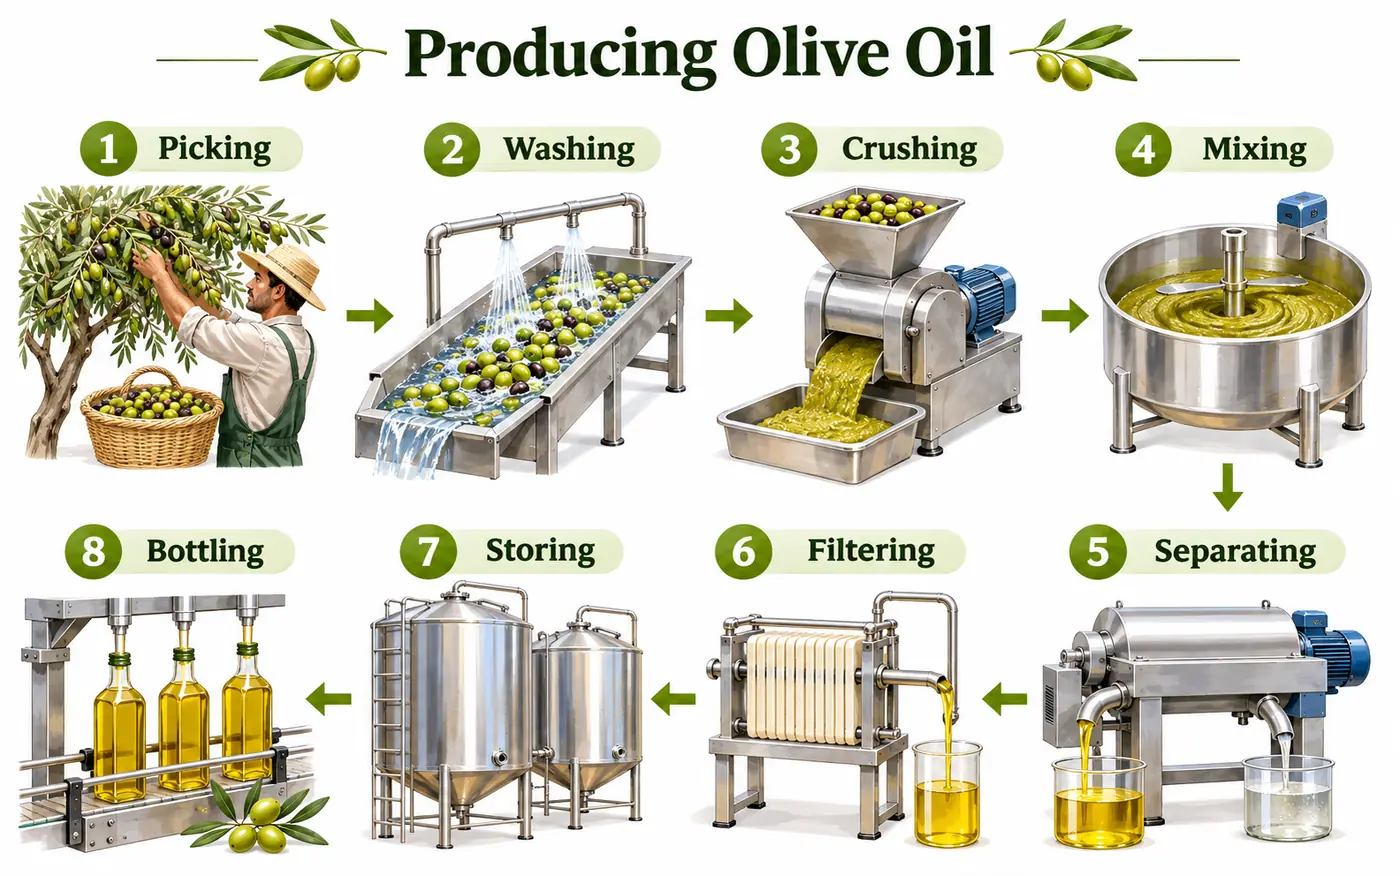 Producing Olive Oil
1 Picking
2 Washing
3 Crushing
4 Mixing
5 Separating
6 Filtering
7 Storing
8 Bottling